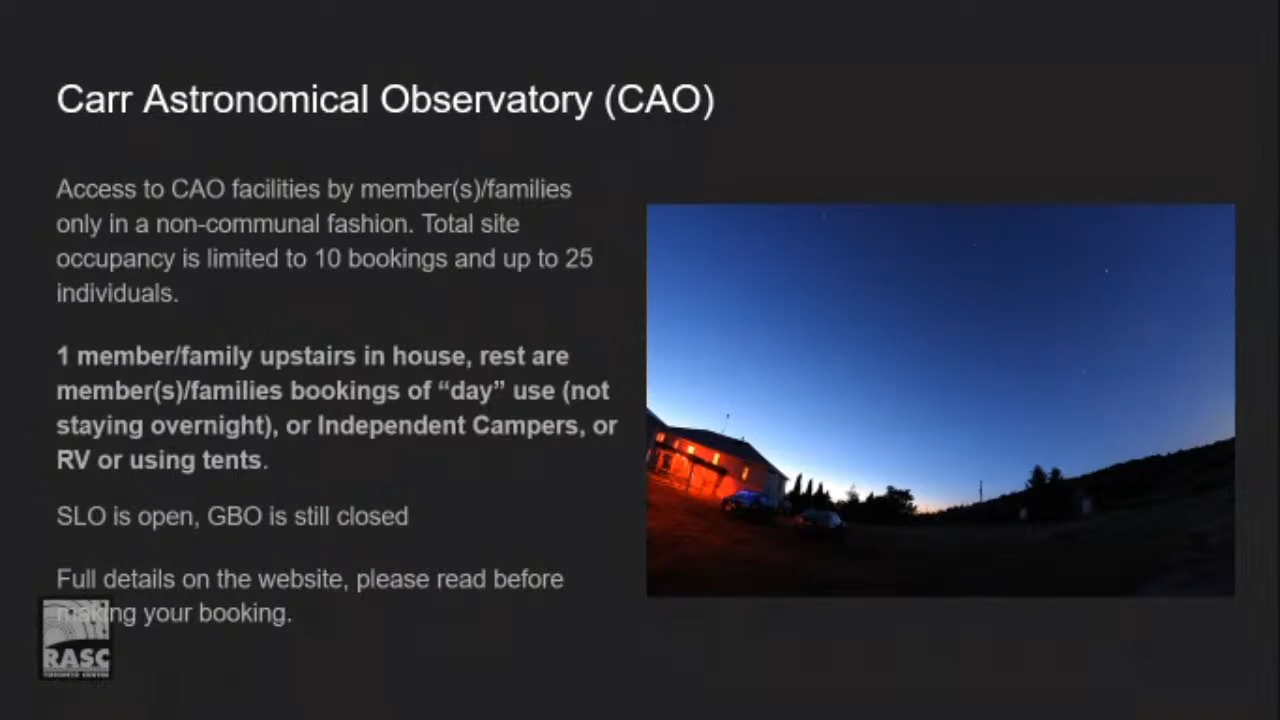 Carr Astronomical Observatory (CAO)
Access to CAO facilities by member(s)/families
only in a non-communal fashion. Total site
occupancy is limited to 10 bookings and up to 25
individuals.
1 member/family upstairs in house, rest are
member(s)/families bookings of “day” use (not
staying overnight), or Independent Campers, or
RV or using tents.
SLO is open, GBO is still closed
Full details on the website, please read before
making your booking.
RASC
TORONTO CENTRE